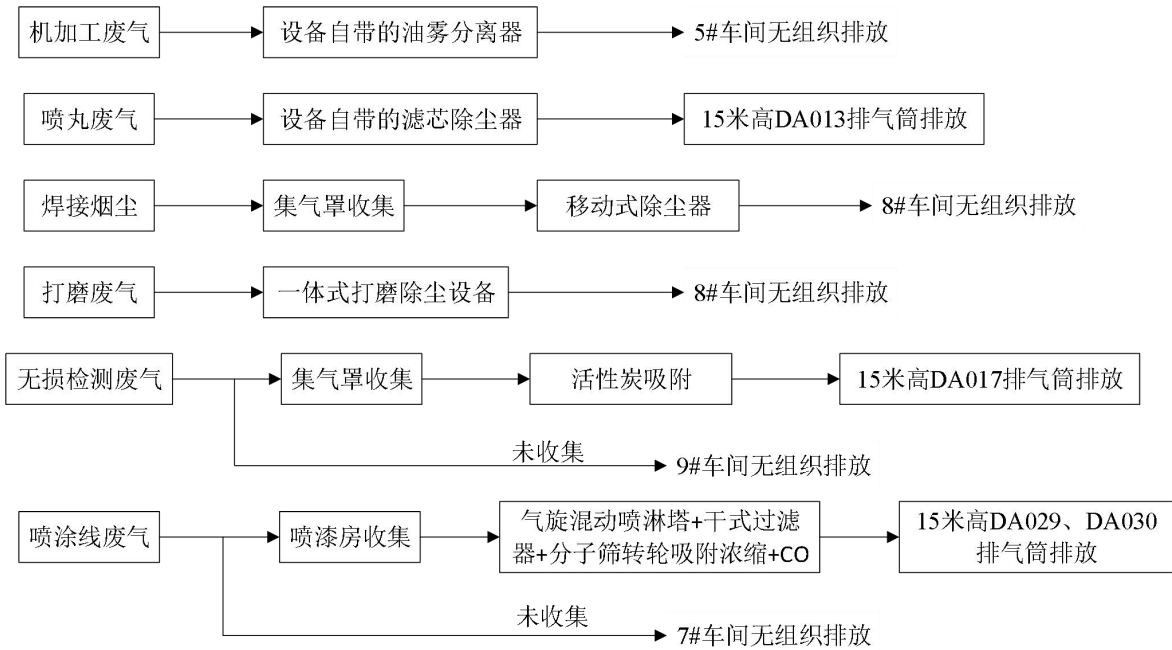 机加工废气
设备自带的油雾分离器
5#车间无组织排放
喷丸废气
设备自带的滤芯除尘器
15米高DA013排气筒排放
焊接烟尘
集气罩收集
移动式除尘器
8#车间无组织排放
打磨废气
一体式打磨除尘设备
8#车间无组织排放
无损检测废气
集气罩收集
活性炭吸附
15米高DA017排气筒排放
未收集
9#车间无组织排放
喷涂线废气
喷漆房收集
气旋混动喷淋塔+干式过滤
器+分子筛转轮吸附浓缩+CO
15米高DA029、DA030
排气筒排放
未收集
7#车间无组织排放